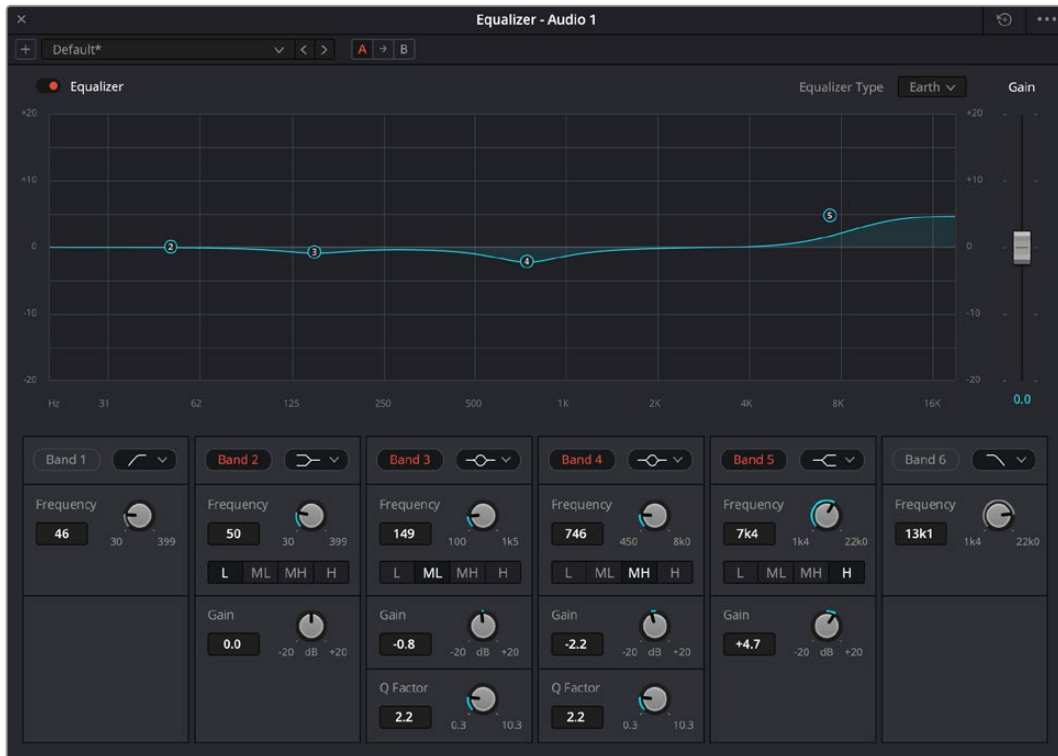 Equalizer - Audio 1
Default*
A B
Equalizer
Equalizer Type Earth Gain
+20 +20
+10 +10
0 0
-10 -10
-20 -20
Hz 31 62 125 250 500 1K 2K 4K 8K 16K
0.0
Band 1 Band 2 Band 3 Band 4 Band 5 Band 6
Frequency Frequency Frequency Frequency Frequency Frequency
46 50 149 746 7k4 13k1
30 399 30 399 100 1k5 450 8k0 1k4 22k0 1k4 22k0
L ML MH H L ML MH H L ML MH H L ML MH H
Gain Gain Gain Gain
0.0 -0.8 -2.2 +4.7
-20 dB +20 -20 dB +20 -20 dB +20 -20 dB +20
Q Factor Q Factor
2.2 2.2
0.3 10.3 0.3 10.3
2 3 4 5